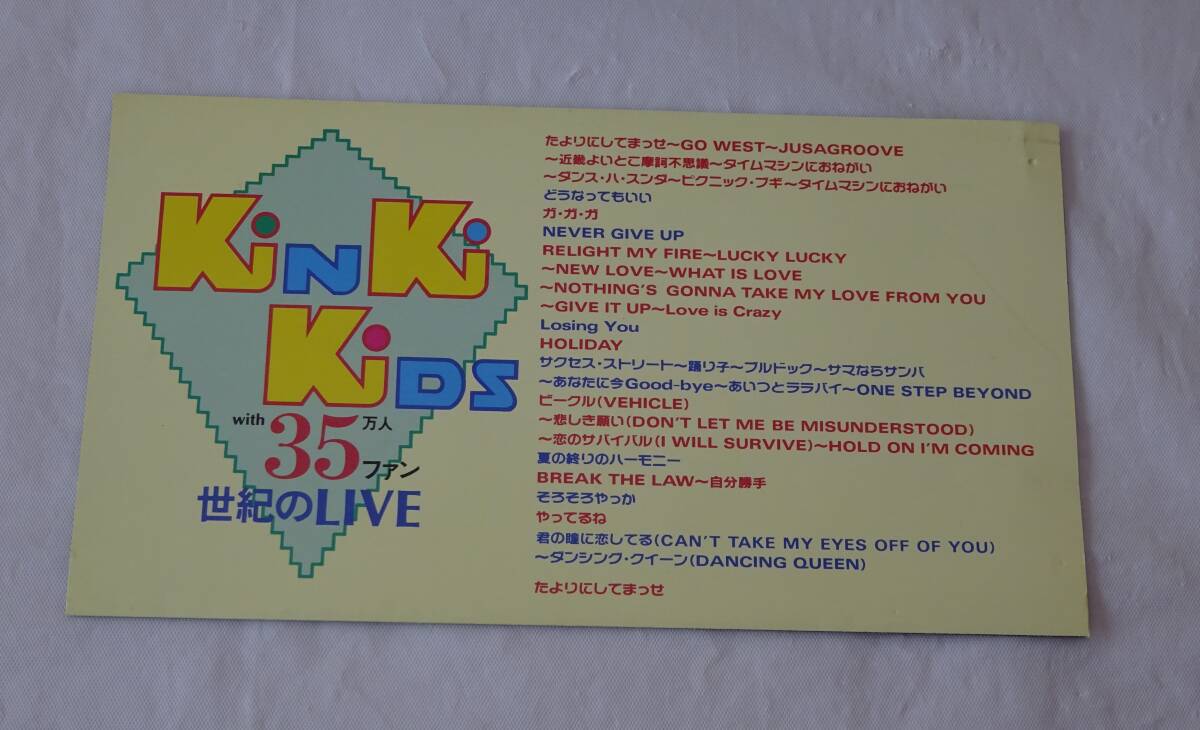 KiNKi
KiDS
with 35万人
ファン
世紀のLIVE
たよりにしてまっせ~GO WEST~JUSAGROOVE
~近畿よいとこ摩訶不思議~タイムマシンにおねがい
~ダンス・ハ・スンダ~ピクニック・ブギ~タイムマシンにおねがい
どうなってもいい
ガ・ガ・ガ
NEVER GIVE UP
RELIGHT MY FIRE~LUCKY LUCKY
~NEW LOVE~WHAT IS LOVE
~NOTHING'S GONNA TAKE MY LOVE FROM YOU
~GIVE IT UP~Love is Crazy
Losing You
HOLIDAY
サクセス・ストリート~踊り子~ブルドック~サマならサンバ
~あなたに今Good-bye~あいつとララバイ~ONE STEP BEYOND
ビークル(VEHICLE)
~悲しき願い(DON'T LET ME BE MISUNDERSTOOD)
~恋のサバイバル(I WILL SURVIVE)~HOLD ON I'M COMING
夏の終りのハーモニー
BREAK THE LAW~自分勝手
そろそろやっか
やってるね
君の瞳に恋してる(CAN'T TAKE MY EYES OFF OF YOU)
~ダンシング・クイーン(DANCING QUEEN)
たよりにしてまっせ